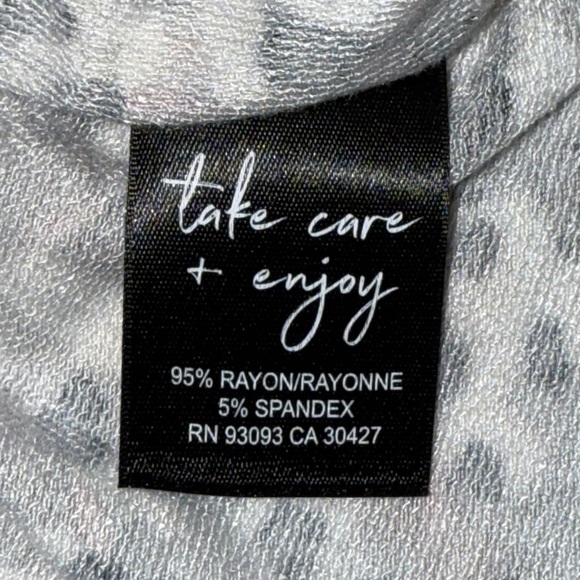 take care
+ enjoy
95% RAYON/RAYONNE
5% SPANDEX
RN 93093 CA 30427